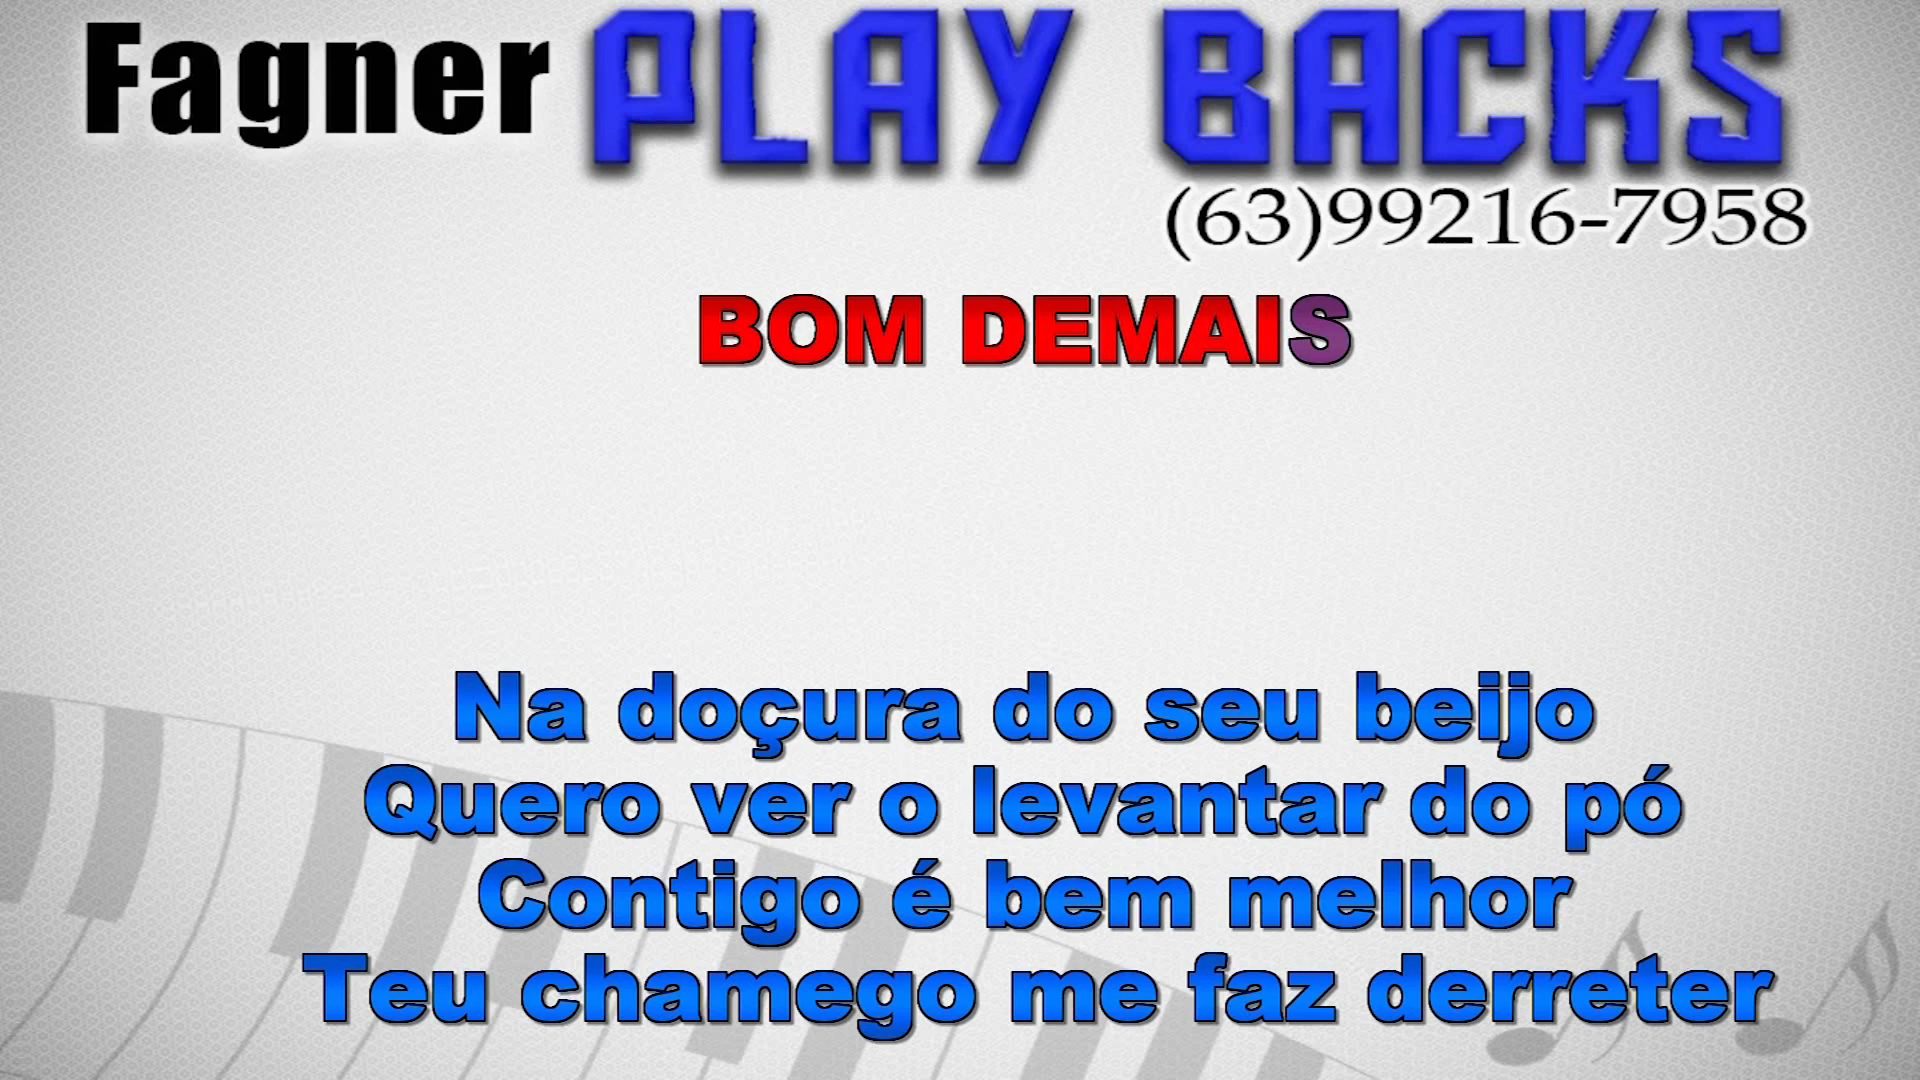 Fagner PLAY BACKS
(63)99216-7958
BOM DEMAIS
Na doçura do seu beijo
Quero ver o levantar do pó
Contigo é bem melhor
Teu chamego me faz derreter